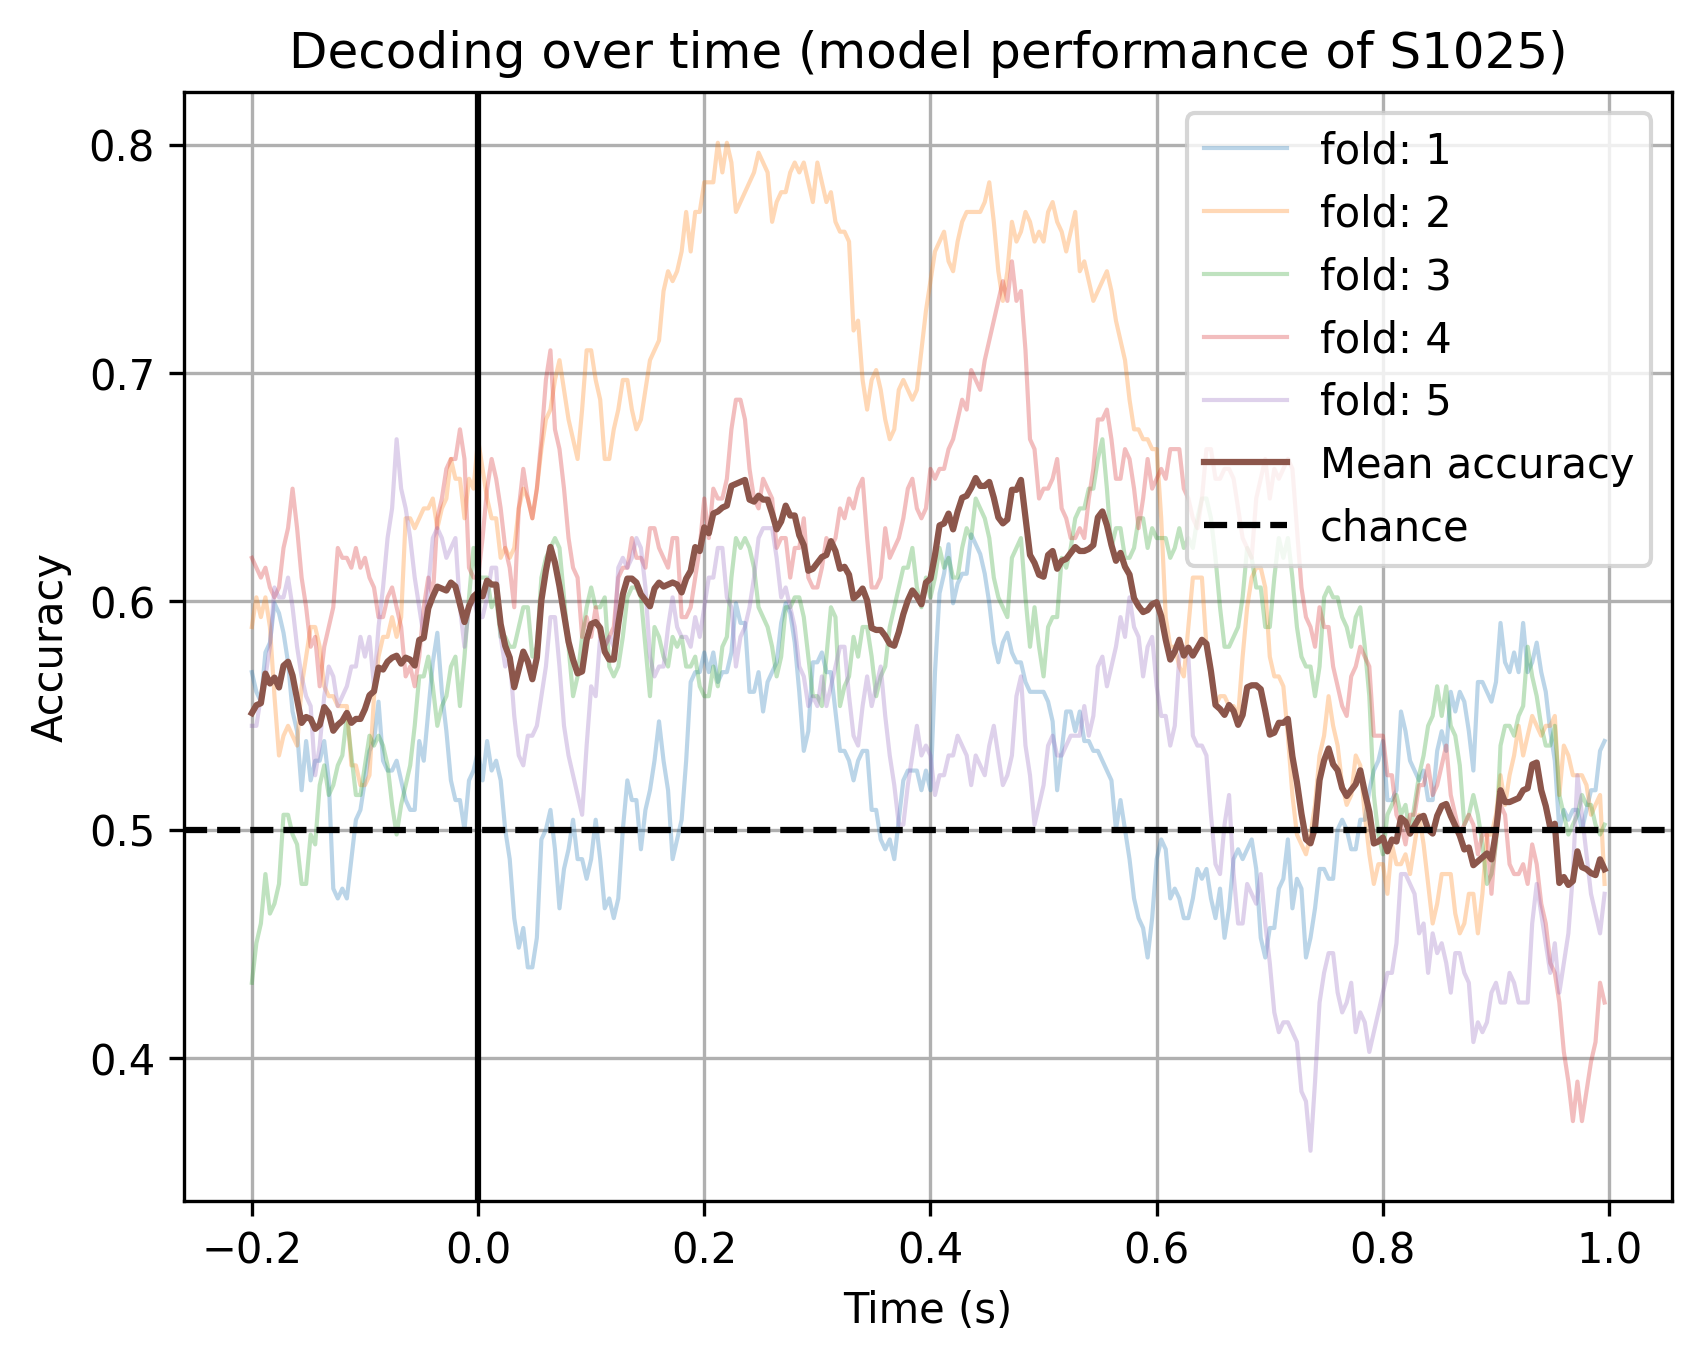 Decoding over time (model performance of S1025)
0.8
0.7
0.6
0.5
0.4
Accuracy
fold: 1
fold: 2
fold: 3
fold: 4
fold: 5
Mean accuracy
chance
−0.2
0.0
0.2
0.4
0.6
0.8
1.0
Time (s)